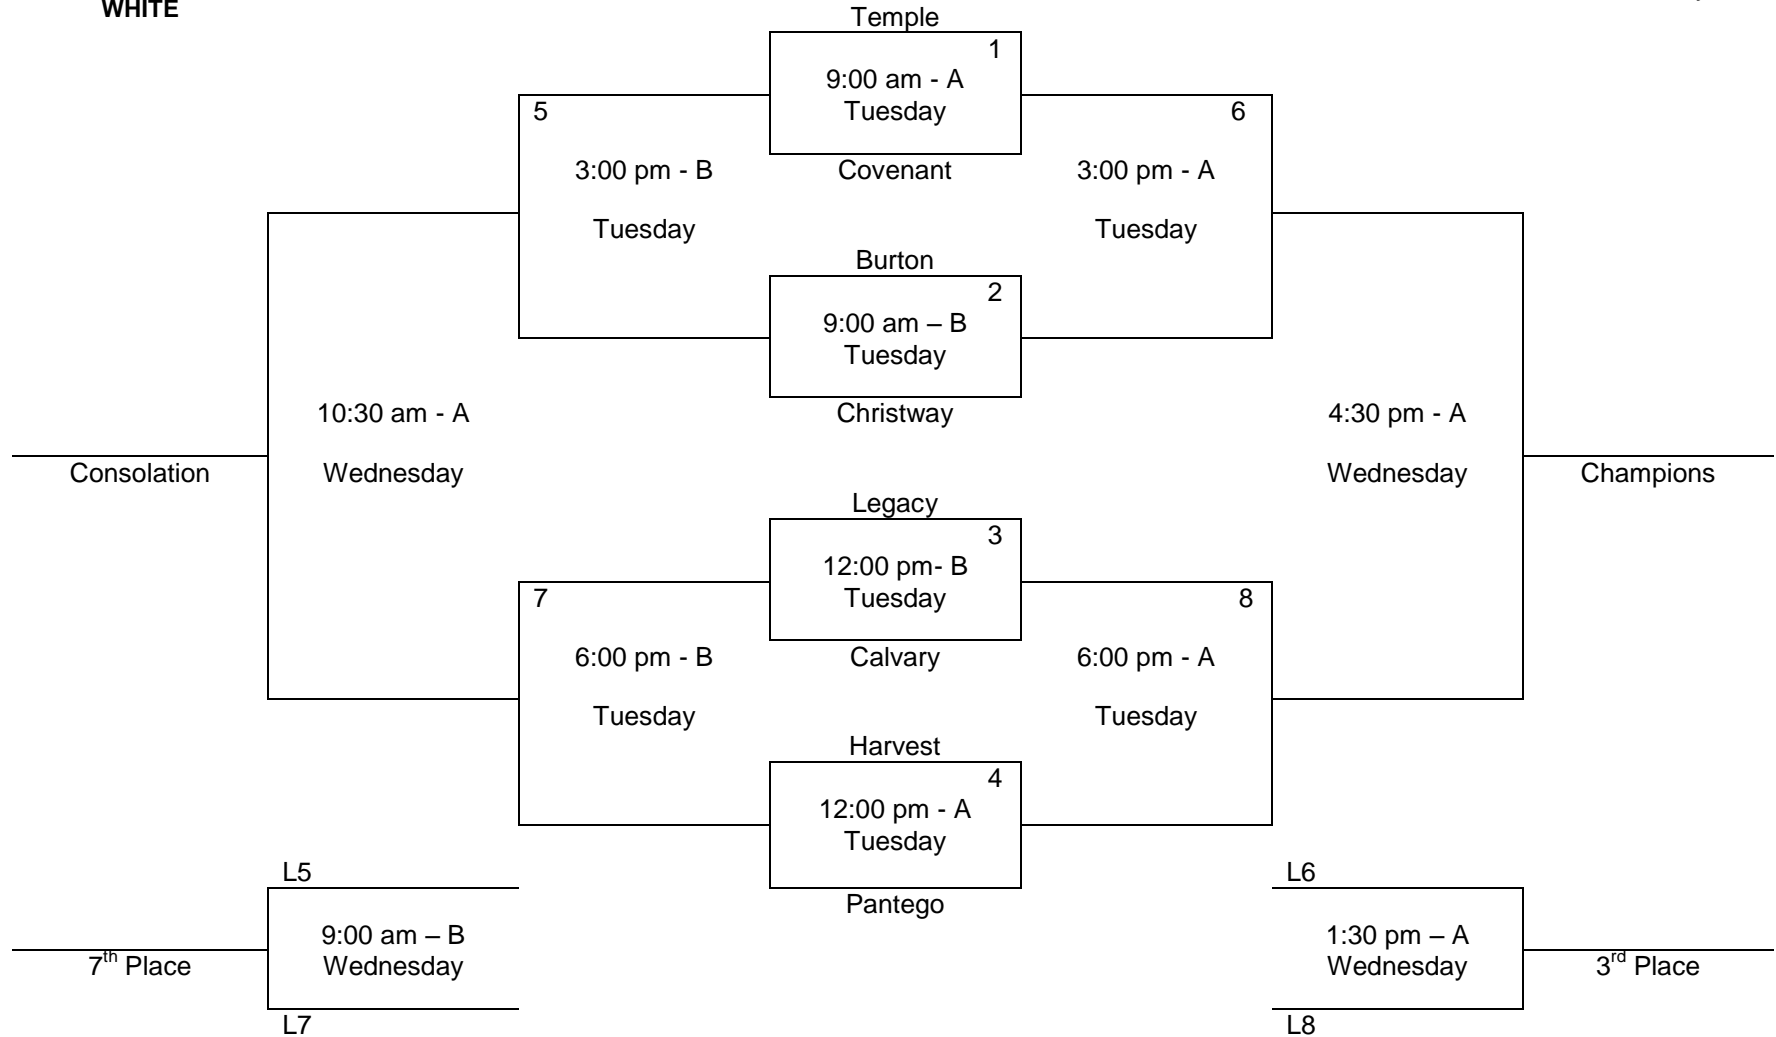 WHITE
Temple
1
9:00 am - A
Tuesday
5
6
3:00 pm - B
Covenant
3:00 pm - A
Tuesday
Tuesday
Burton
2
9:00 am – B
Tuesday
10:30 am - A
Christway
4:30 pm - A
Consolation
Wednesday
Wednesday
Champions
Legacy
3
12:00 pm- B
Tuesday
7
8
6:00 pm - B
Calvary
6:00 pm - A
Tuesday
Tuesday
Harvest
4
12:00 pm - A
Tuesday
L5
L6
Pantego
9:00 am – B
Wednesday
1:30 pm – A
Wednesday
7th Place
3rd Place
L7
L8